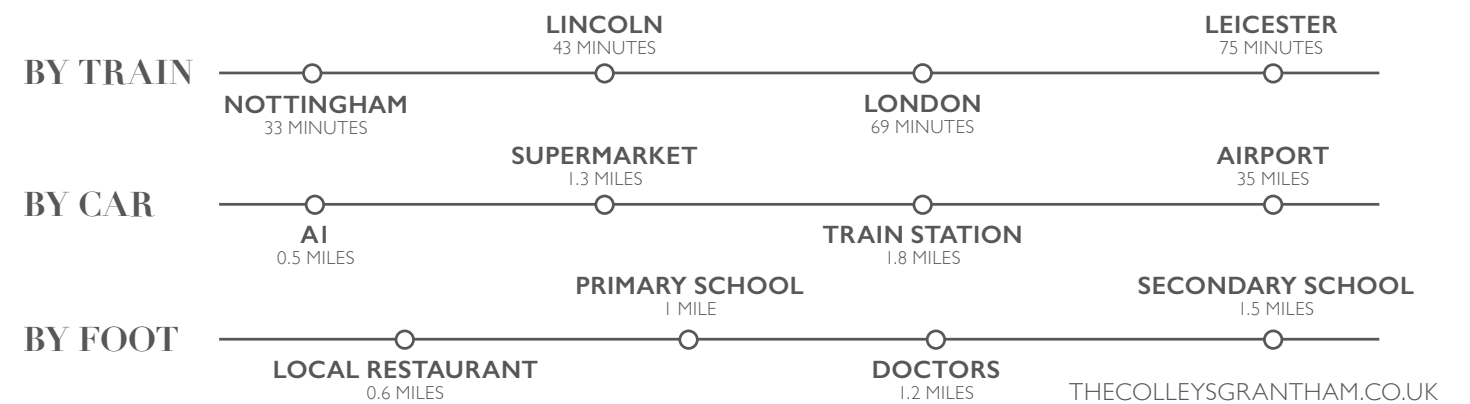 BY TRAIN
NOTTINGHAM
33 MINUTES
LINCOLN
43 MINUTES
LONDON
69 MINUTES
LEICESTER
75 MINUTES
BY CAR
A1
0.5 MILES
SUPERMARKET
1.3 MILES
TRAIN STATION
1.8 MILES
AIRPORT
35 MILES
BY FOOT
LOCAL RESTAURANT
0.6 MILES
PRIMARY SCHOOL
1 MILE
DOCTORS
1.2 MILES
SECONDARY SCHOOL
1.5 MILES
THECOLLEYSGRANTHAM.CO.UK